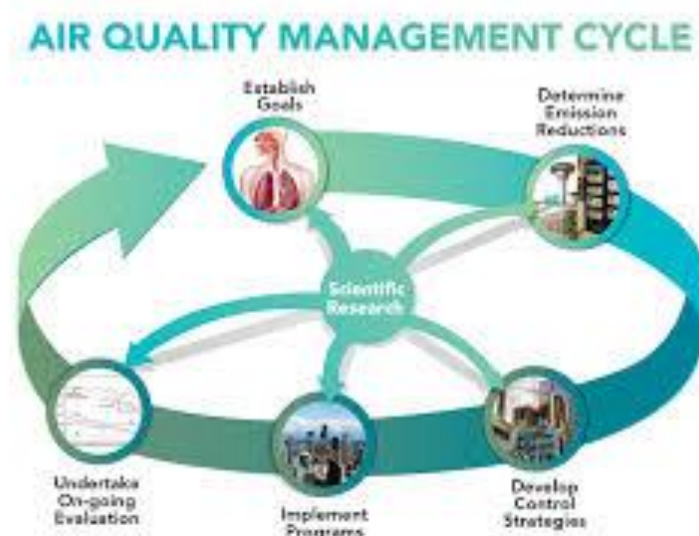 AIR QUALITY MANAGEMENT CYCLE
Establish
Goals
Determine
Emission
Reductions
Scientific
Research
Undertake
On-going
Evaluation
Implement
Programs
Develop
Control
Strategies